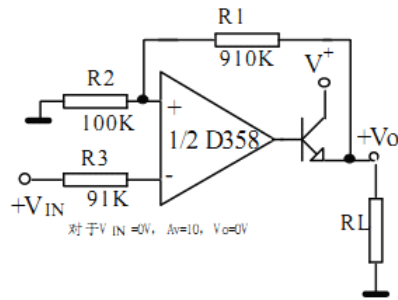 R1
910K
V+
R2
+
100K
1/2 D358
+Vo
R3
-
+VIN
91K
RL
对于V IN =0V, Av=10, Vo=0V